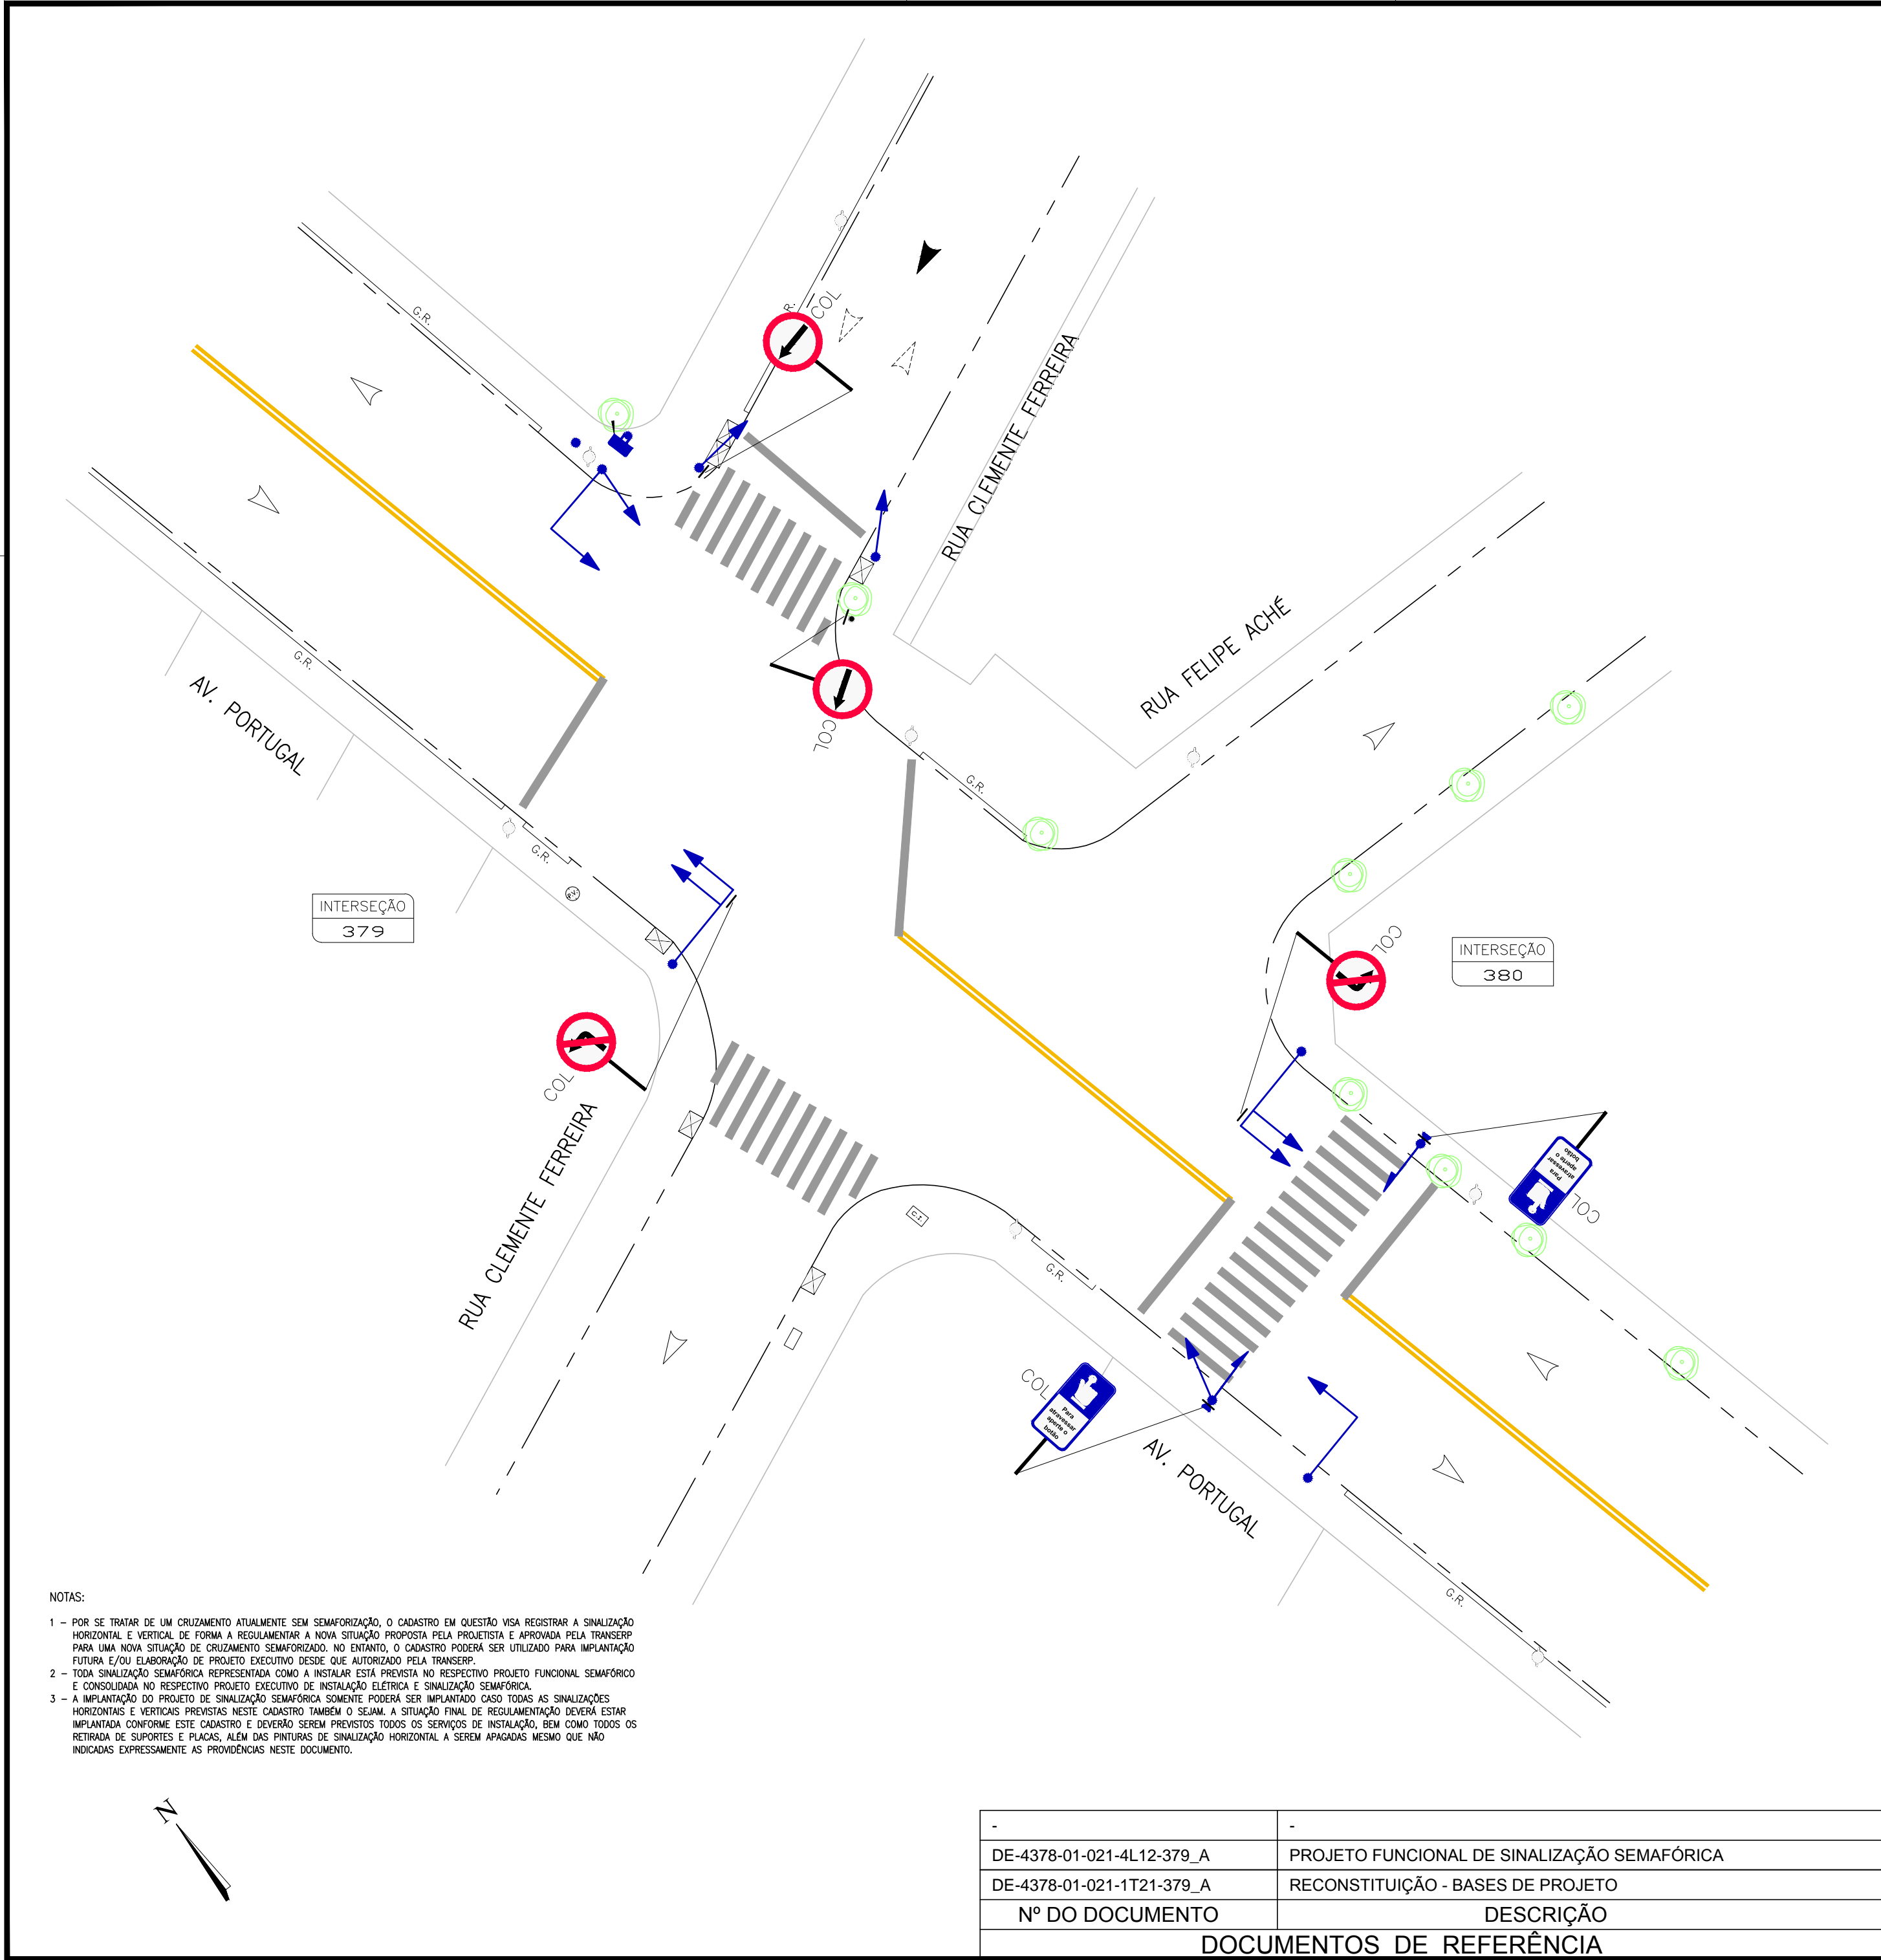 G.R.
R.
COL
RUA CLEMENTE FERREIRA
RUA FELIPE ACHÉ
G.R.
AV. PORTUGAL
COL
G.R.
G.R.
P.V.
INTERSEÇÃO
379
INTERSEÇÃO
380
COL
COL
RUA CLEMENTE FERREIRA
C.I.
G.R.
Para
atravessar
aperte o
botão
COL
COL
Para
atravessar
aperte o
botão
AV. PORTUGAL
G.R.
NOTAS:
1 – POR SE TRATAR DE UM CRUZAMENTO ATUALMENTE SEM SEMAFORIZAÇÃO, O CADASTRO EM QUESTÃO VISA REGISTRAR A SINALIZAÇÃO
HORIZONTAL E VERTICAL DE FORMA A REGULAMENTAR A NOVA SITUAÇÃO PROPOSTA PELA PROJETISTA E APROVADA PELA TRANSERP
PARA UMA NOVA SITUAÇÃO DE CRUZAMENTO SEMAFORIZADO. NO ENTANTO, O CADASTRO PODERÁ SER UTILIZADO PARA IMPLANTAÇÃO
FUTURA E/OU ELABORAÇÃO DE PROJETO EXECUTIVO DESDE QUE AUTORIZADO PELA TRANSERP.
2 – TODA SINALIZAÇÃO SEMAFÓRICA REPRESENTADA COMO A INSTALAR ESTÁ PREVISTA NO RESPECTIVO PROJETO FUNCIONAL SEMAFÓRICO
E CONSOLIDADA NO RESPECTIVO PROJETO EXECUTIVO DE INSTALAÇÃO ELÉTRICA E SINALIZAÇÃO SEMAFÓRICA.
3 – A IMPLANTAÇÃO DO PROJETO DE SINALIZAÇÃO SEMAFÓRICA SOMENTE PODERÁ SER IMPLANTADO CASO TODAS AS SINALIZAÇÕES
HORIZONTAIS E VERTICAIS PREVISTAS NESTE CADASTRO TAMBÉM O SEJAM. A SITUAÇÃO FINAL DE REGULAMENTAÇÃO DEVERÁ ESTAR
IMPLANTADA CONFORME ESTE CADASTRO E DEVERÃO SEREM PREVISTOS TODOS OS SERVIÇOS DE INSTALAÇÃO, BEM COMO TODOS OS
RETIRADA DE SUPORTES E PLACAS, ALÉM DAS PINTURAS DE SINALIZAÇÃO HORIZONTAL A SEREM APAGADAS MESMO QUE NÃO
INDICADAS EXPRESSAMENTE AS PROVIDÊNCIAS NESTE DOCUMENTO.
N
- -
DE-4378-01-021-4L12-379_A PROJETO FUNCIONAL DE SINALIZAÇÃO SEMAFÓRICA
DE-4378-01-021-1T21-379_A RECONSTITUIÇÃO - BASES DE PROJETO
Nº DO DOCUMENTO DESCRIÇÃO
DOCUMENTOS DE REFERÊNCIA